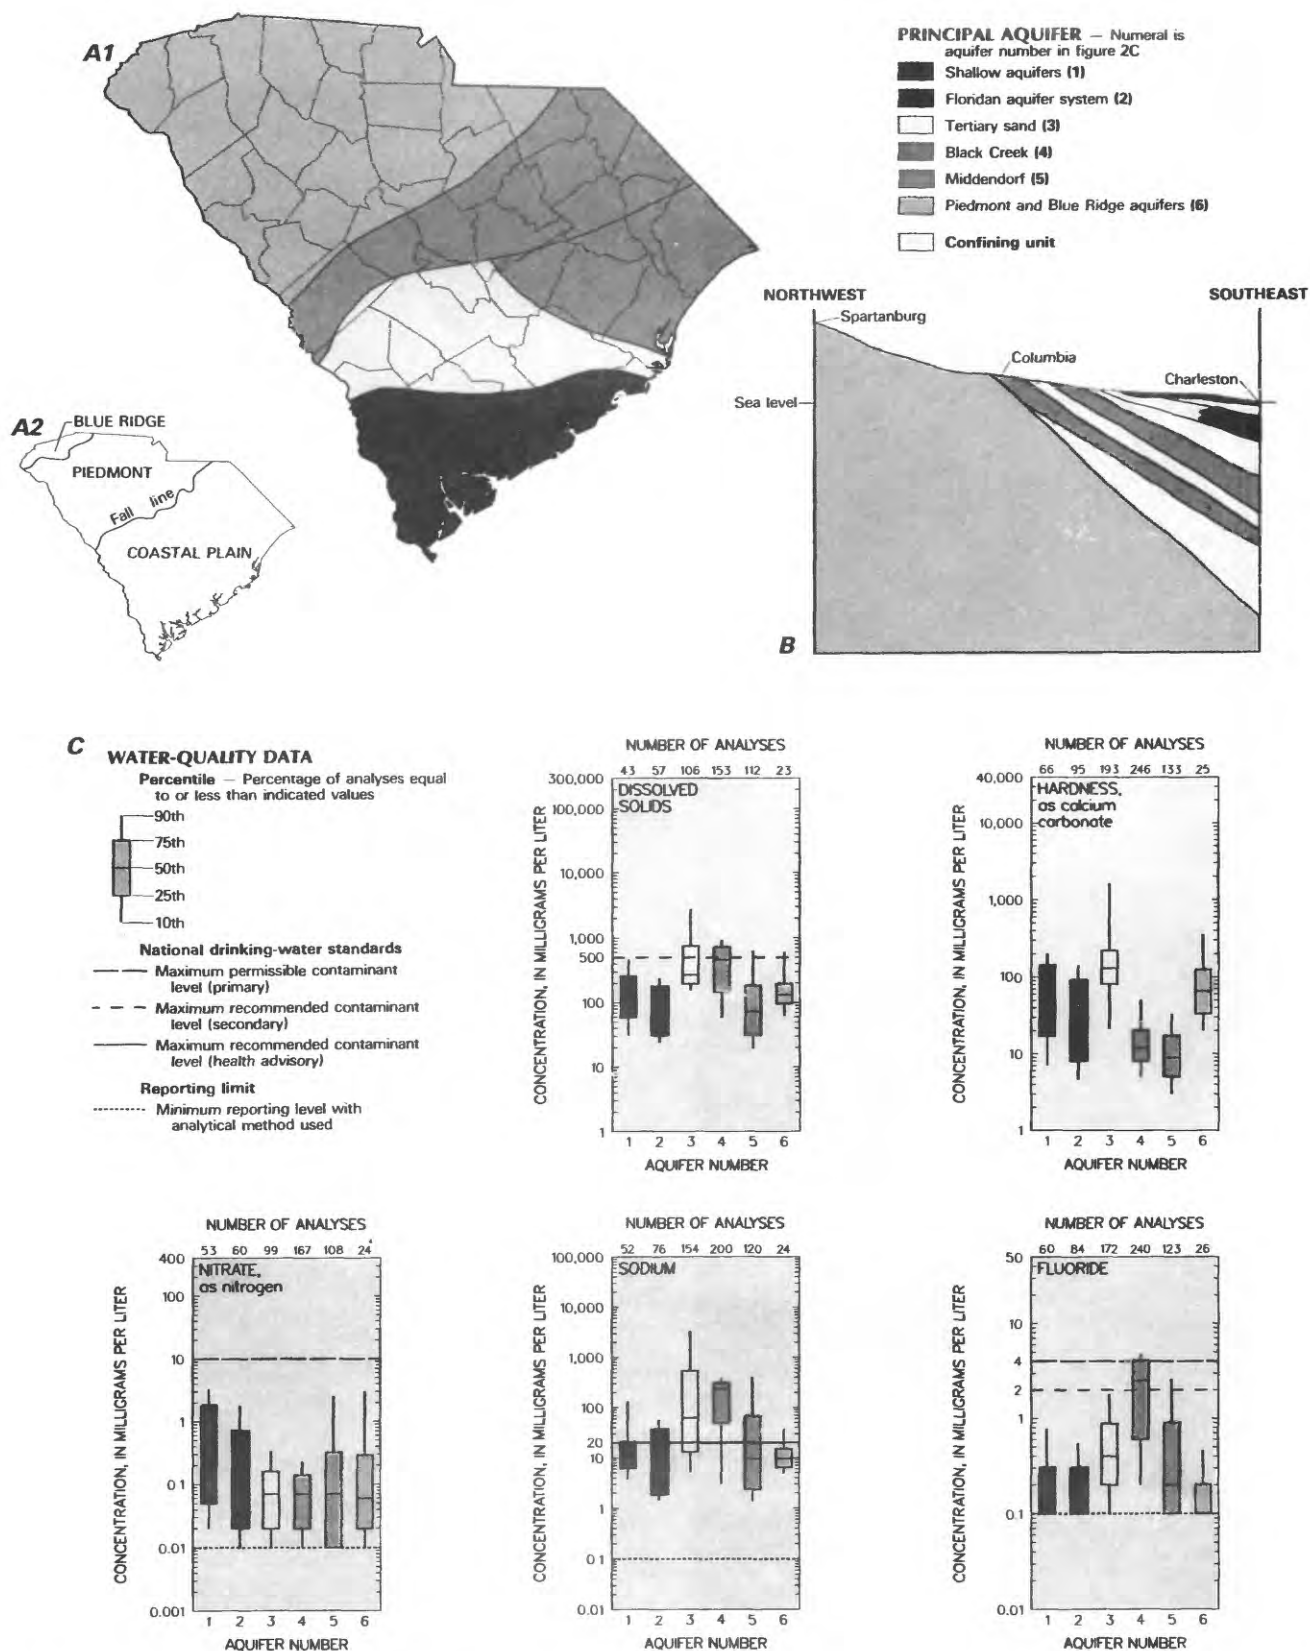 A1
PRINCIPAL AQUIFER — Numeral is
aquifer number in figure 2C
Shallow aquifers (1)
Floridan aquifer system (2)
Tertiary sand (3)
Black Creek (4)
Middendorf (5)
Piedmont and Blue Ridge aquifers (6)
Confining unit
NORTHWEST
SOUTHEAST
Spartanburg
Columbia
Charleston
Sea level
B
A2
BLUE RIDGE
PIEDMONT
Fall line
COASTAL PLAIN
C
WATER-QUALITY DATA
Percentile — Percentage of analyses equal
to or less than indicated values
90th
75th
50th
25th
10th
National drinking-water standards
Maximum permissible contaminant
level (primary)
Maximum recommended contaminant
level (secondary)
Maximum recommended contaminant
level (health advisory)
Reporting limit
Minimum reporting level with
analytical method used
NUMBER OF ANALYSES
43 57 106 153 112 23
DISSOLVED
SOLIDS
CONCENTRATION, IN MILLIGRAMS PER LITER
300,000
100,000
10,000
1,000
500
100
10
1
1 2 3 4 5 6
AQUIFER NUMBER
NUMBER OF ANALYSES
66 95 193 246 133 25
HARDNESS,
as calcium
carbonate
CONCENTRATION, IN MILLIGRAMS PER LITER
40,000
10,000
1,000
100
10
1
1 2 3 4 5 6
AQUIFER NUMBER
NUMBER OF ANALYSES
53 60 99 167 108 24
NITRATE,
as nitrogen
CONCENTRATION, IN MILLIGRAMS PER LITER
400
100
10
1
0.1
0.01
0.001
1 2 3 4 5 6
AQUIFER NUMBER
NUMBER OF ANALYSES
52 76 154 200 120 24
SODIUM
CONCENTRATION, IN MILLIGRAMS PER LITER
100,000
10,000
1,000
100
20
10
1
0.1
0.01
1 2 3 4 5 6
AQUIFER NUMBER
NUMBER OF ANALYSES
60 84 172 240 123 26
FLUORIDE
CONCENTRATION, IN MILLIGRAMS PER LITER
50
10
4
2
1
0.1
0.01
1 2 3 4 5 6
AQUIFER NUMBER